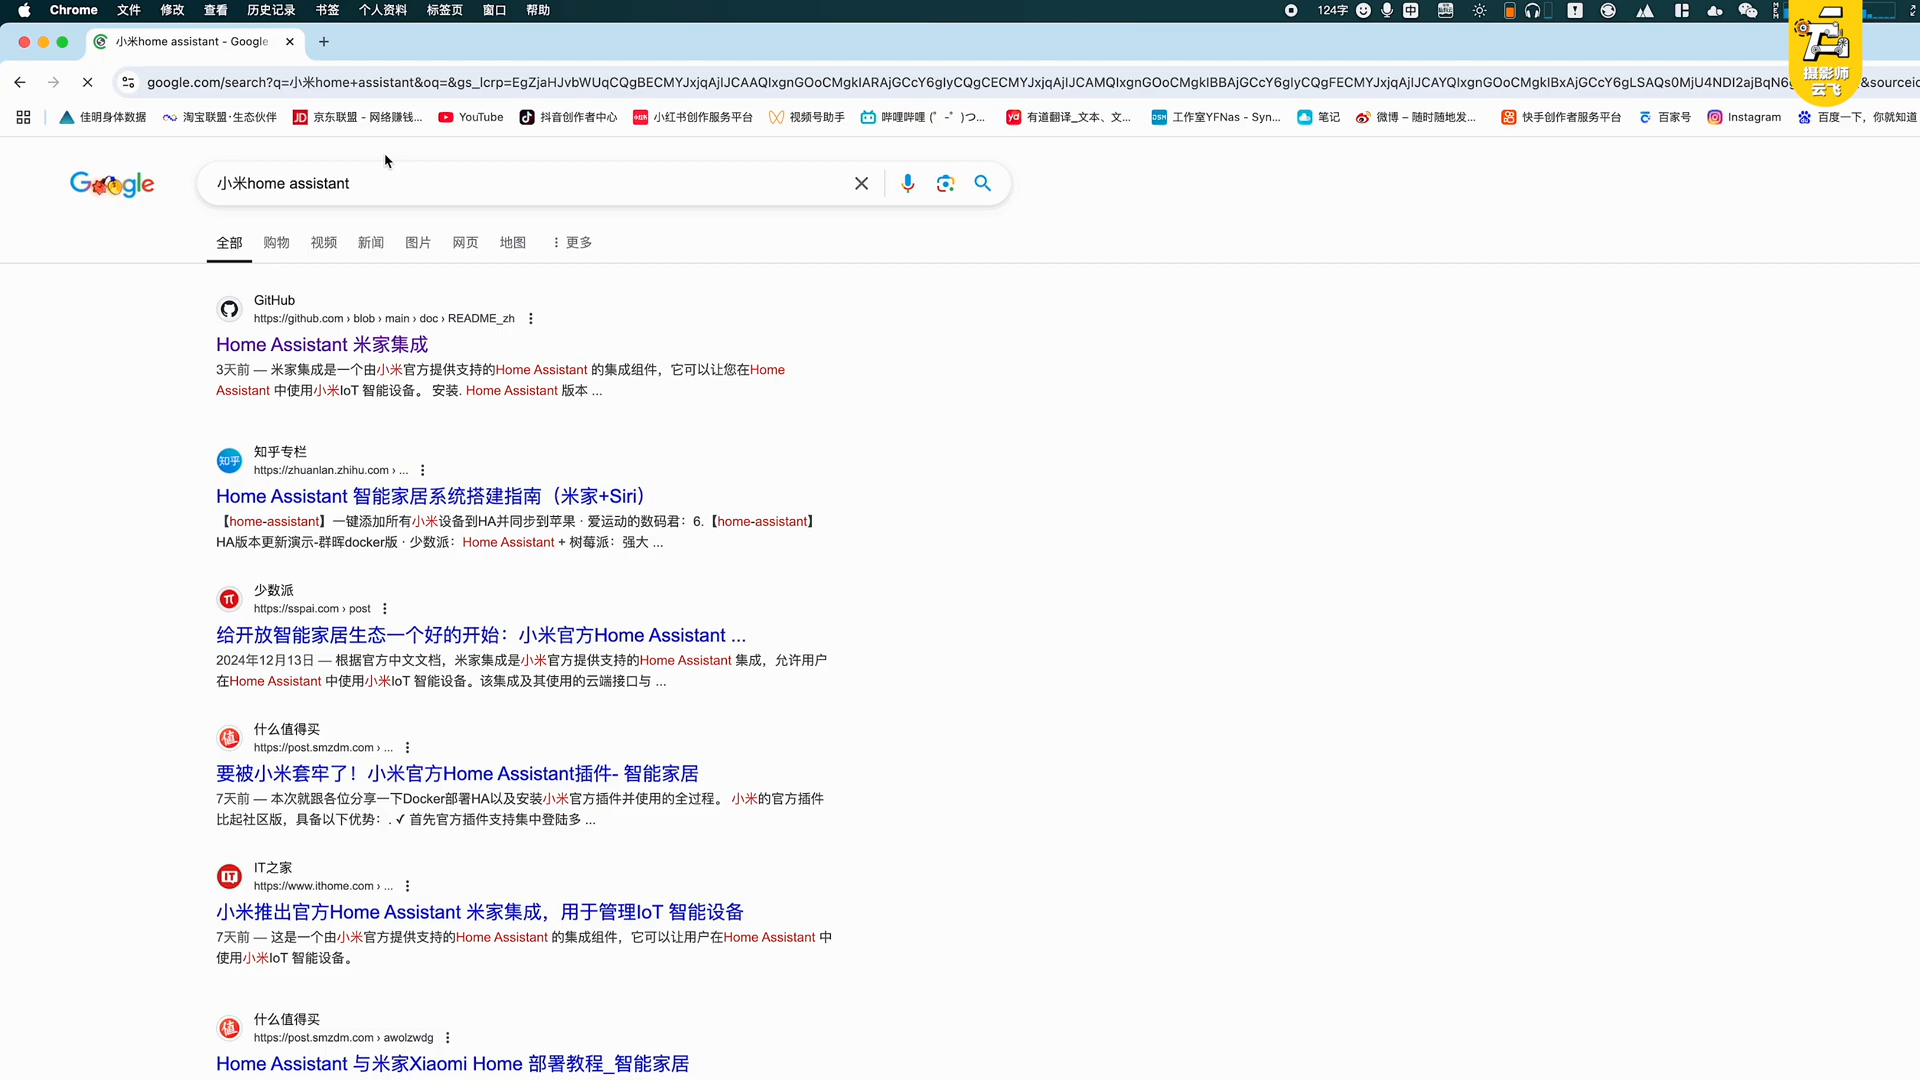 Chrome 文件 修改 查看 历史记录 书签 个人资料 标签页 窗口 帮助 124字 中
小米home assistant - Google
google.com/search?q=小米home+assistant&oq=&gs_lcrp=
佳明身体数据 淘宝联盟·生态伙伴 京东联盟 - 网络赚钱... YouTube 抖音创作者中心 小红书创作服务平台 视频号助手 哔哩哔哩 (゜-゜)つ... 有道翻译_文本、文... 工作室YFNas - Syn... 笔记 微博 – 随时随地发... 快手创作者服务平台 百家号 Instagram 百度一下，你就知道
摄影师
云飞
Google
小米home assistant
全部 购物 视频 新闻 图片 网页 地图 更多
GitHub
https://github.com › blob › main › doc › README_zh
Home Assistant 米家集成
3天前 — 米家集成是一个由小米官方提供支持的Home Assistant 的集成组件，它可以让您在Home
Assistant 中使用小米IoT 智能设备。 安装. Home Assistant 版本 ...
知乎
知乎专栏
https://zhuanlan.zhihu.com › ...
Home Assistant 智能家居系统搭建指南（米家+Siri）
【home-assistant】一键添加所有小米设备到HA并同步到苹果 · 爱运动的数码君：6.【home-assistant】
HA版本更新演示-群晖docker版 · 少数派：Home Assistant + 树莓派：强大 ...
少数派
https://sspai.com › post
给开放智能家居生态一个好的开始：小米官方Home Assistant ...
2024年12月13日 — 根据官方中文文档，米家集成是小米官方提供支持的Home Assistant 集成，允许用户
在Home Assistant 中使用小米IoT 智能设备。该集成及其使用的云端接口与 ...
值
什么值得买
https://post.smzdm.com › ...
要被小米套牢了！小米官方Home Assistant插件- 智能家居
7天前 — 本次就跟各位分享一下Docker部署HA以及安装小米官方插件并使用的全过程。 小米的官方插件
比起社区版，具备以下优势：. ✓ 首先官方插件支持集中登陆多 ...
IT
IT之家
https://www.ithome.com › ...
小米推出官方Home Assistant 米家集成，用于管理IoT 智能设备
7天前 — 这是一个由小米官方提供支持的Home Assistant 的集成组件，它可以让用户在Home Assistant 中
使用小米IoT 智能设备。
值
什么值得买
https://post.smzdm.com › awolzwdg
Home Assistant 与米家Xiaomi Home 部署教程_智能家居